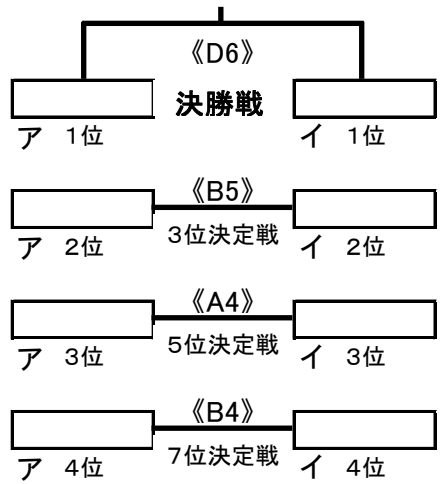 《D6》
決勝戦
ア 1位 イ 1位
《B5》
3位決定戦
ア 2位 イ 2位
《A4》
5位決定戦
ア 3位 イ 3位
《B4》
7位決定戦
ア 4位 イ 4位